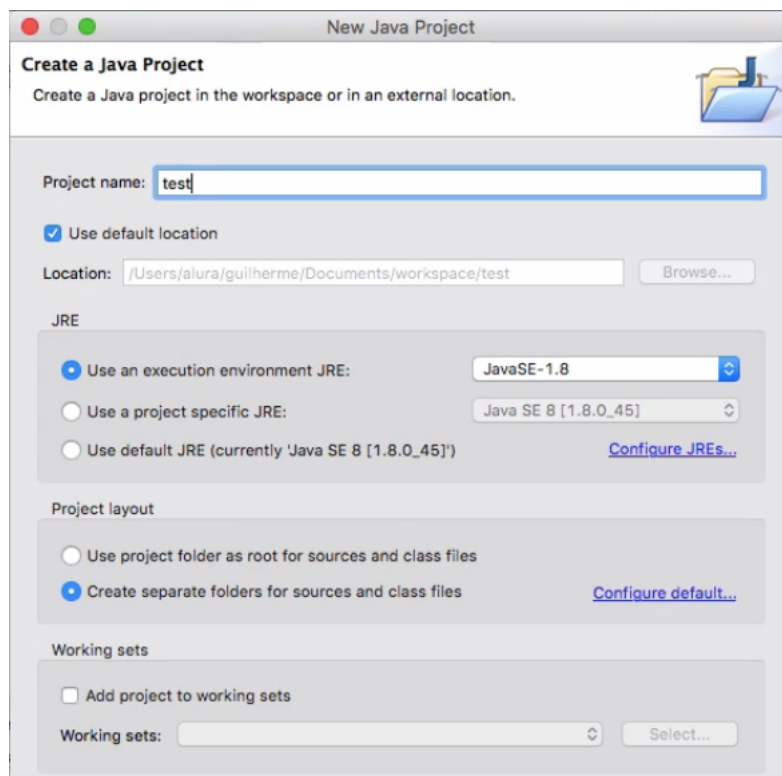 New Java Project
Create a Java Project
Create a Java project in the workspace or in an external location.
Project name: test
Use default location
Location: /Users/alura/guilherme/Documents/workspace/test Browse...
JRE
Use an execution environment JRE: JavaSE-1.8
Use a project specific JRE: Java SE 8 [1.8.0_45]
Use default JRE (currently 'Java SE 8 [1.8.0_45]') Configure JREs...
Project layout
Use project folder as root for sources and class files
Create separate folders for sources and class files Configure default...
Working sets
Add project to working sets
Working sets: Select...